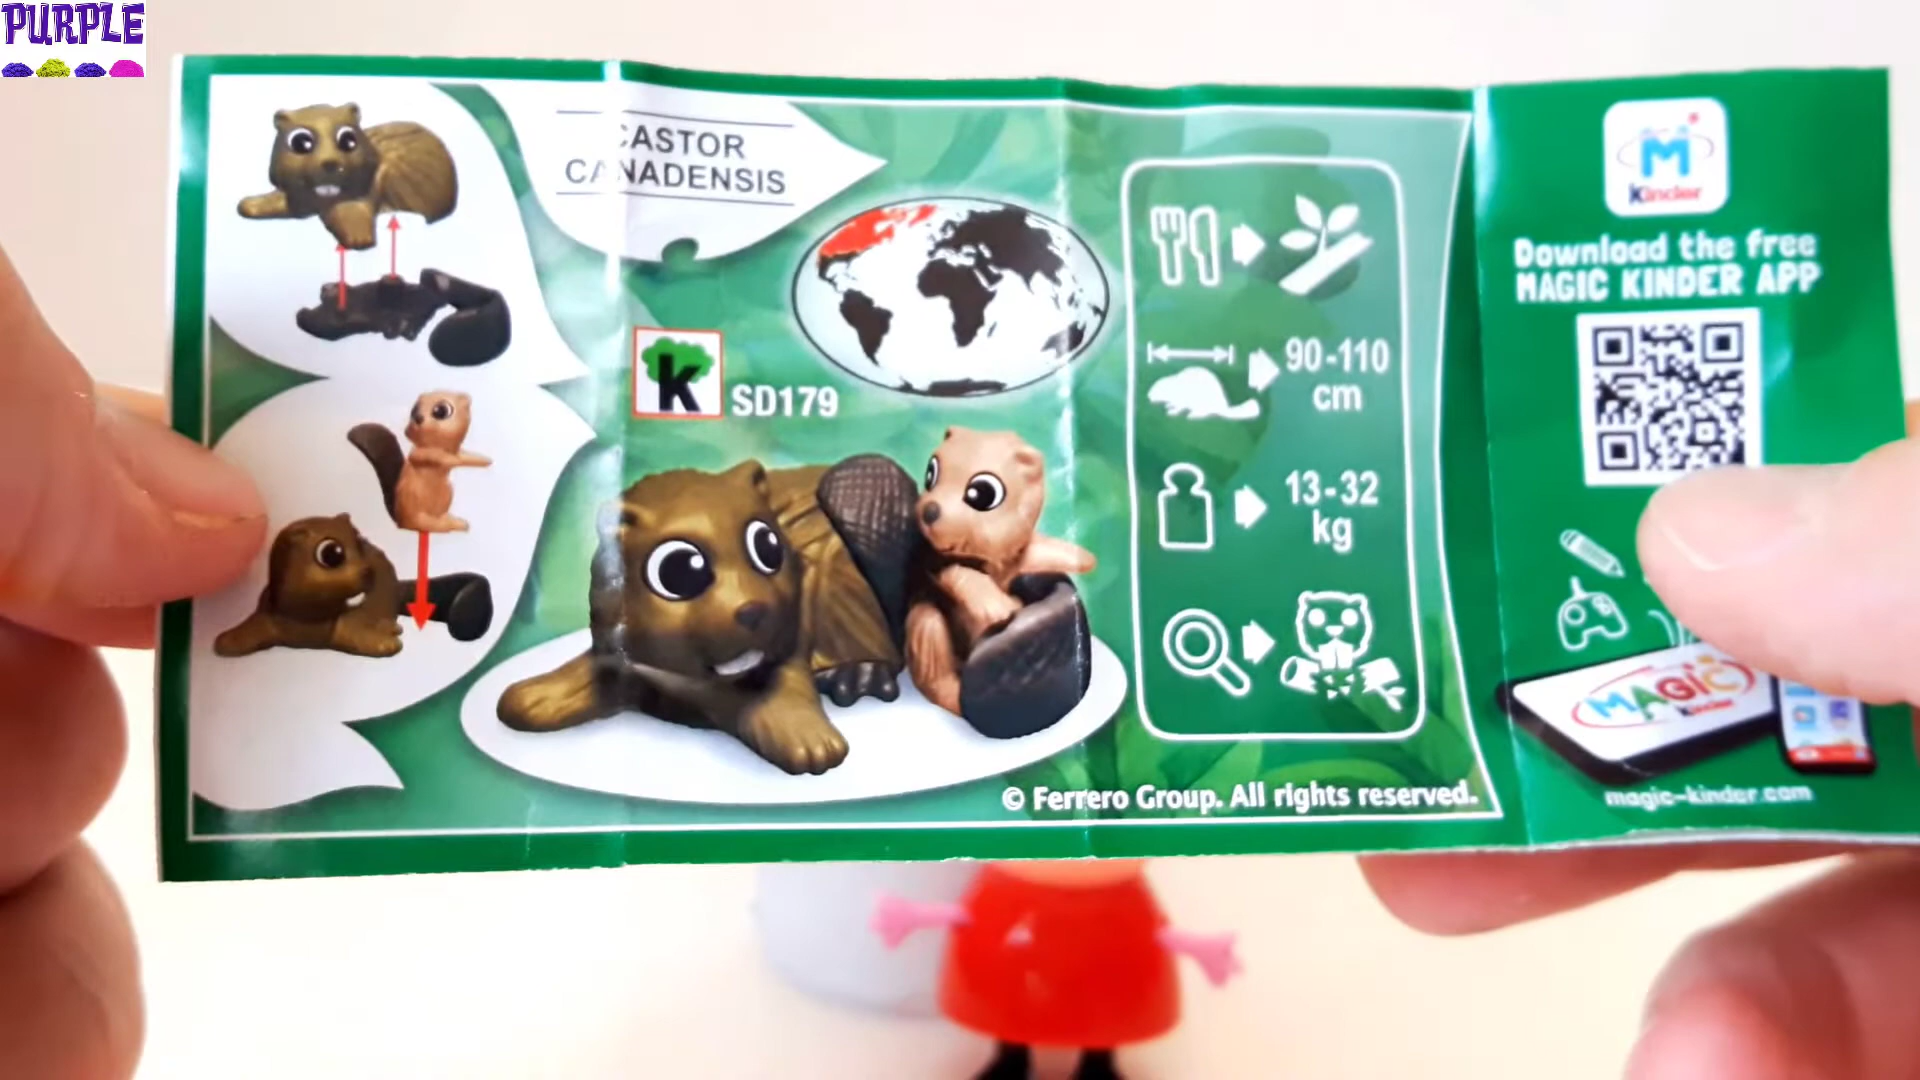 PURPLE
CASTOR
CANADENSIS
K SD179
90-110
cm
13-32
kg
© Ferrero Group. All rights reserved.
M
Kinder
Download the free
MAGIC KINDER APP
MAGIC
kinder
magic-kinder.com